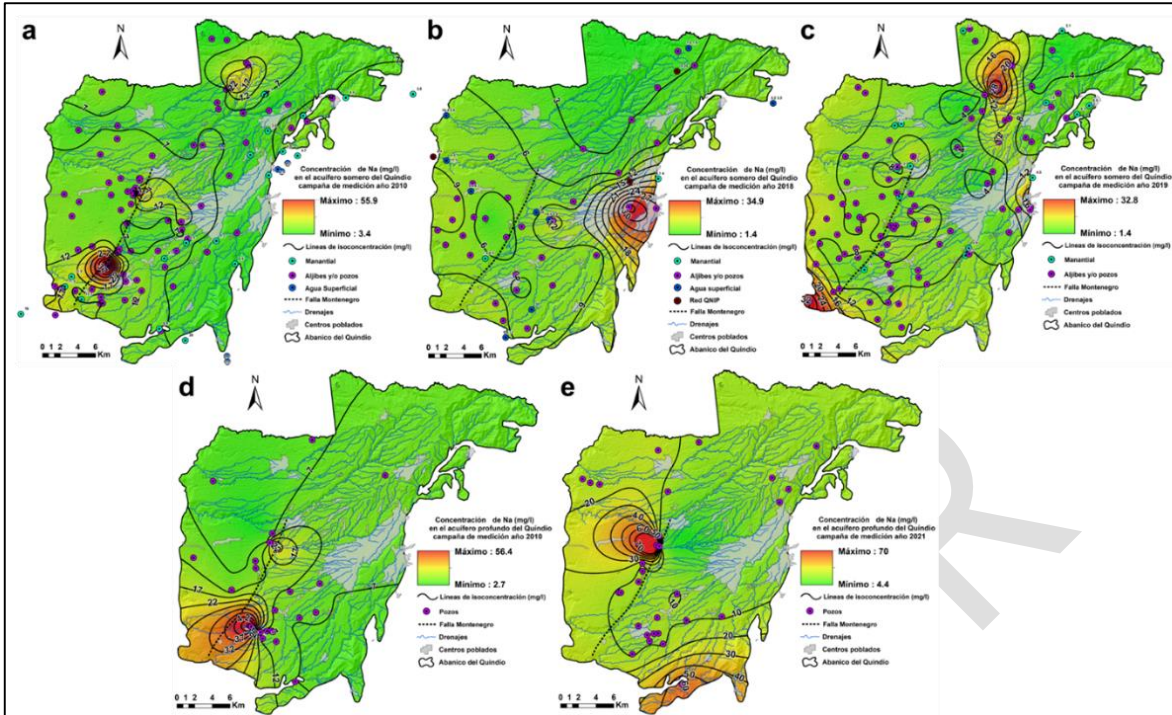 a
N
Concentración de Na (mg/l)
en el acuífero somero del Quindío
campaña de medición año 2010
Máximo : 55.9
Mínimo : 3.4
Líneas de isoconcentración (mg/l)
Manantial
Aljibes y/o pozos
Agua Superficial
Falla Montenegro
Drenajes
Centros poblados
Abanico del Quindío
0 1 2 4 6
Km
b
N
Concentración de Na (mg/l)
en el acuífero somero del Quindío
campaña de medición año 2018
Máximo : 34.9
Mínimo : 1.4
Líneas de isoconcentración (mg/l)
Manantial
Aljibes y/o pozos
Agua superficial
Red QNIP
Falla Montenegro
Drenajes
Centros poblados
Abanico del Quindío
0 1 2 4 6
Km
c
N
Concentración de Na (mg/l)
en el acuífero somero del Quindío
campaña de medición año 2019
Máximo : 32.8
Mínimo : 1.4
Líneas de isoconcentración (mg/l)
Manantial
Aljibes y/o pozos
Falla Montenegro
Drenajes
Centros poblados
Abanico del Quindío
0 1 2 4 6
Km
d
N
Concentración de Na (mg/l)
en el acuífero profundo del Quindío
campaña de medición año 2010
Máximo : 56.4
Mínimo : 2.7
Líneas de isoconcentración (mg/l)
Pozos
Falla Montenegro
Drenajes
Centros poblados
Abanico del Quindío
17
22
32
12
0 1 2 4 6
Km
e
N
Concentración de Na (mg/l)
en el acuífero profundo del Quindío
campaña de medición año 2021
Máximo : 70
Mínimo : 4.4
Líneas de isoconcentración (mg/l)
Pozos
Falla Montenegro
Drenajes
Centros poblados
Abanico del Quindío
20
40
10
10
20
30
40
0 1 2 4 6
Km
R